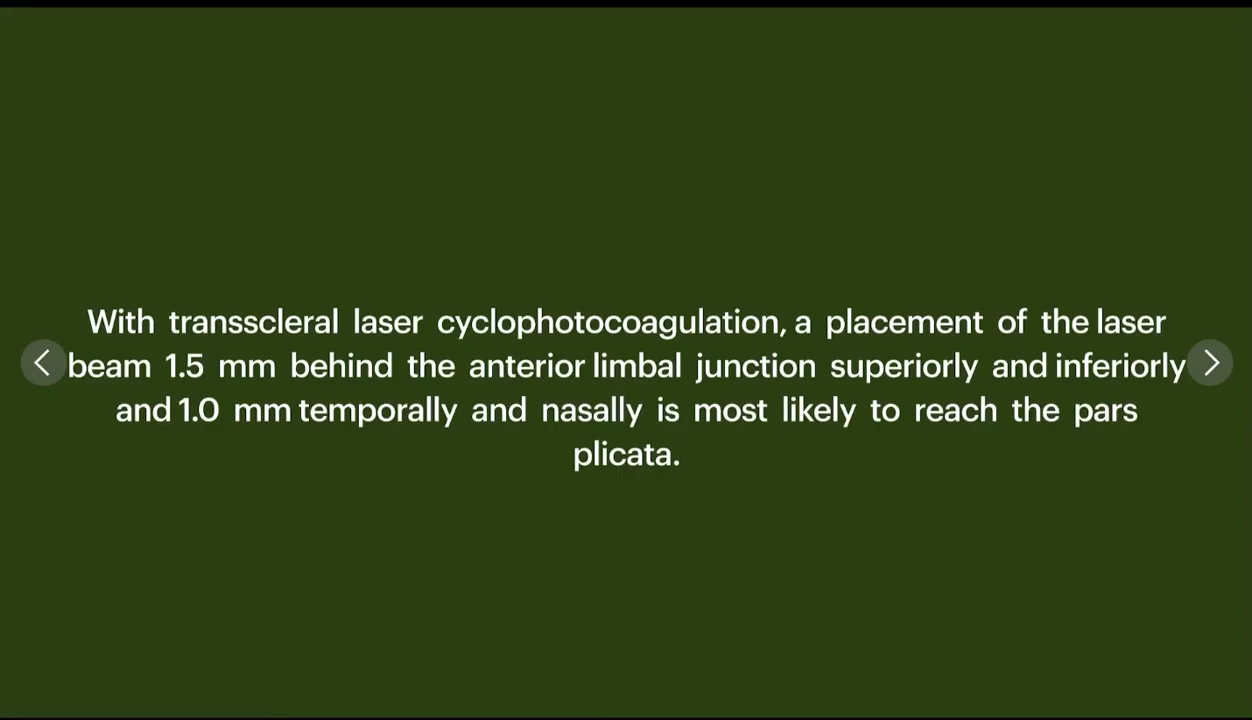 With transscleral laser cyclophotocoagulation, a placement of the laser
beam 1.5 mm behind the anterior limbal junction superiorly and inferiorly
and 1.0 mm temporally and nasally is most likely to reach the pars
plicata.